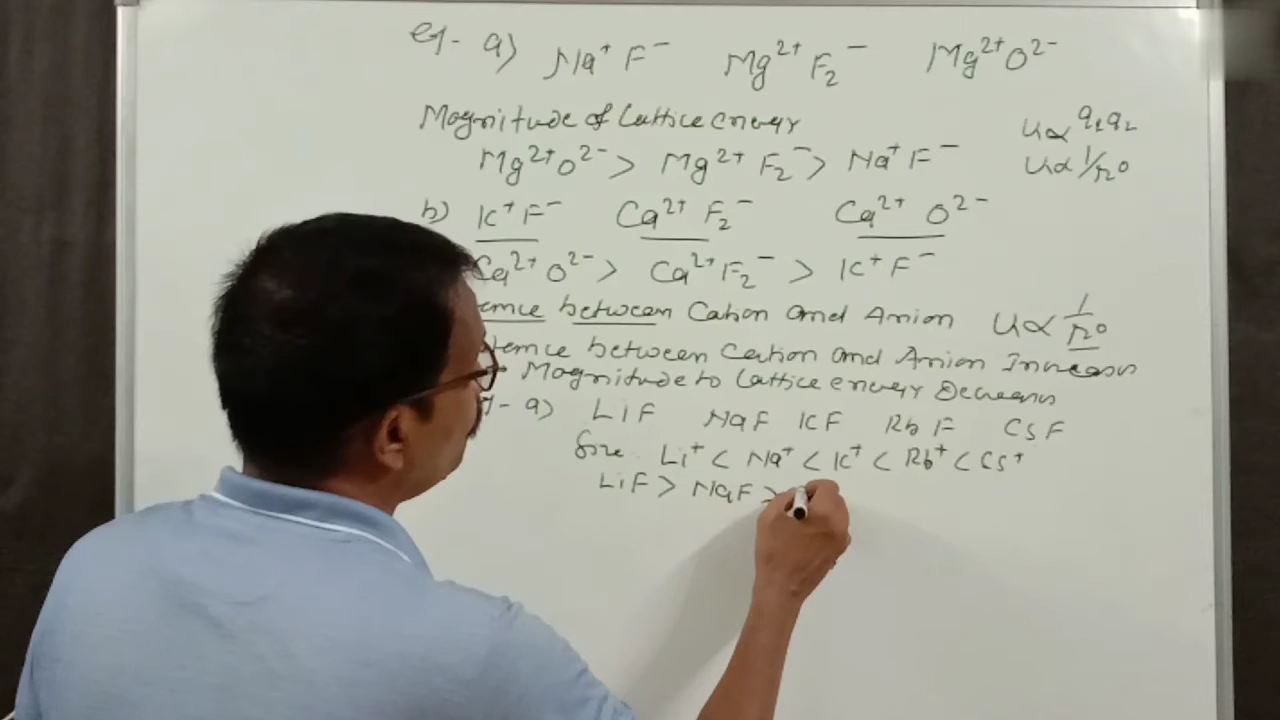 eg- a) Na⁺ F⁻ Mg²⁺ F₂⁻ Mg²⁺ O²⁻
Magnitude of Lattice energy U∝ q₁q₂
Mg²⁺O²⁻ > Mg²⁺ F₂⁻ > Na⁺ F⁻ U∝ 1/r₀
b) K⁺ F⁻ Ca²⁺ F₂⁻ Ca²⁺ O²⁻
Ca²⁺ O²⁻ > Ca²⁺ F₂⁻ > K⁺ F⁻
between Cation and Anion U∝ 1/r₀
between Cation and Anion Increases
Magnitude to Lattice energy Decreases
a) LiF NaF KF RbF CsF
Size Li⁺ < Na⁺ < K⁺ < Rb⁺ < Cs⁺
LiF > NaF >